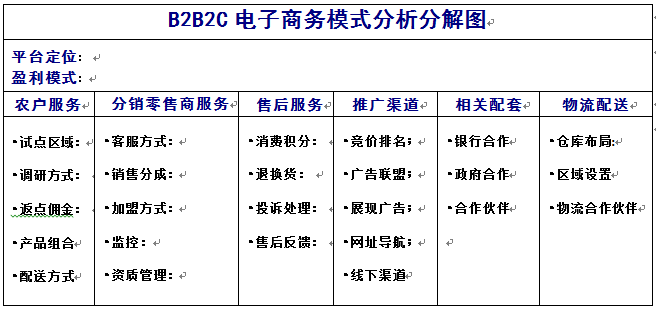 B2B2C 电子商务模式分析分解图
平台定位：
盈利模式：
农户服务 分销零售商服务 售后服务 推广渠道 相关配套 物流配送
•试点区域： •客服方式： •消费积分： •竞价排名； •银行合作 •仓库布局:
•调研方式： •销售分成： •退换货： •广告联盟； •政府合作 •区域设置
•返点佣金： •加盟方式： •投诉处理： •展现广告； •合作伙伴 •物流合作伙伴
•产品组合 •监控： •售后反馈： •网址导航；
•配送方式 •资质管理： •线下渠道